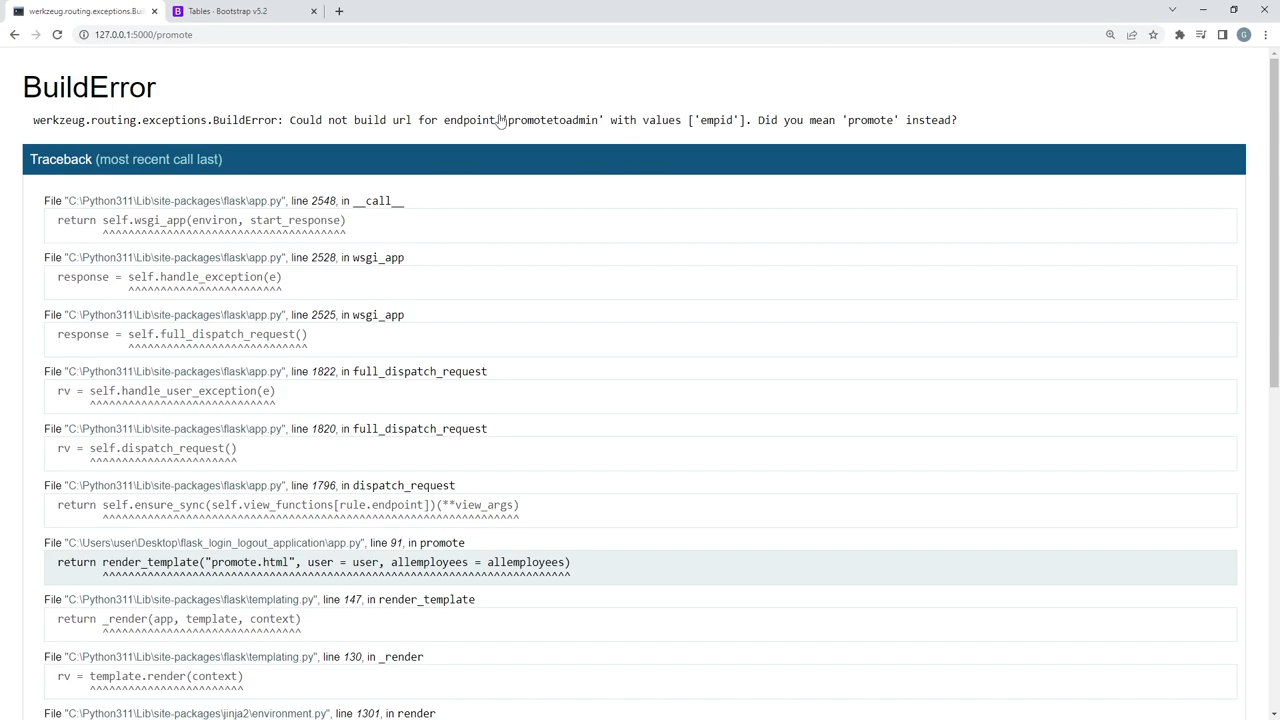 werkzeug.routing.exceptions.Buil
Tables · Bootstrap v5.2
127.0.0.1:5000/promote
G
BuildError
werkzeug.routing.exceptions.BuildError: Could not build url for endpoint 'promotetoadmin' with values ['empid']. Did you mean 'promote' instead?
Traceback (most recent call last)
File "C:\Python311\Lib\site-packages\flask\app.py", line 2548, in __call__
return self.wsgi_app(environ, start_response)
^^^^^^^^^^^^^^^^^^^^^^^^^^^^^^^^^^^^^^
File "C:\Python311\Lib\site-packages\flask\app.py", line 2528, in wsgi_app
response = self.handle_exception(e)
^^^^^^^^^^^^^^^^^^^^^^^^
File "C:\Python311\Lib\site-packages\flask\app.py", line 2525, in wsgi_app
response = self.full_dispatch_request()
^^^^^^^^^^^^^^^^^^^^^^^^^^^^
File "C:\Python311\Lib\site-packages\flask\app.py", line 1822, in full_dispatch_request
rv = self.handle_user_exception(e)
^^^^^^^^^^^^^^^^^^^^^^^^^^^^^
File "C:\Python311\Lib\site-packages\flask\app.py", line 1820, in full_dispatch_request
rv = self.dispatch_request()
^^^^^^^^^^^^^^^^^^^^^^^
File "C:\Python311\Lib\site-packages\flask\app.py", line 1796, in dispatch_request
return self.ensure_sync(self.view_functions[rule.endpoint])(**view_args)
^^^^^^^^^^^^^^^^^^^^^^^^^^^^^^^^^^^^^^^^^^^^^^^^^^^^^^^^^^^^^^^^^
File "C:\Users\user\Desktop\flask_login_logout_application\app.py", line 91, in promote
return render_template("promote.html", user = user, allemployees = allemployees)
^^^^^^^^^^^^^^^^^^^^^^^^^^^^^^^^^^^^^^^^^^^^^^^^^^^^^^^^^^^^^^^^^^^^^^^^^
File "C:\Python311\Lib\site-packages\flask\templating.py", line 147, in render_template
return _render(app, template, context)
^^^^^^^^^^^^^^^^^^^^^^^^^^^^^^^
File "C:\Python311\Lib\site-packages\flask\templating.py", line 130, in _render
rv = template.render(context)
^^^^^^^^^^^^^^^^^^^^^^^^
File "C:\Python311\Lib\site-packages\jinja2\environment.py", line 1301, in render